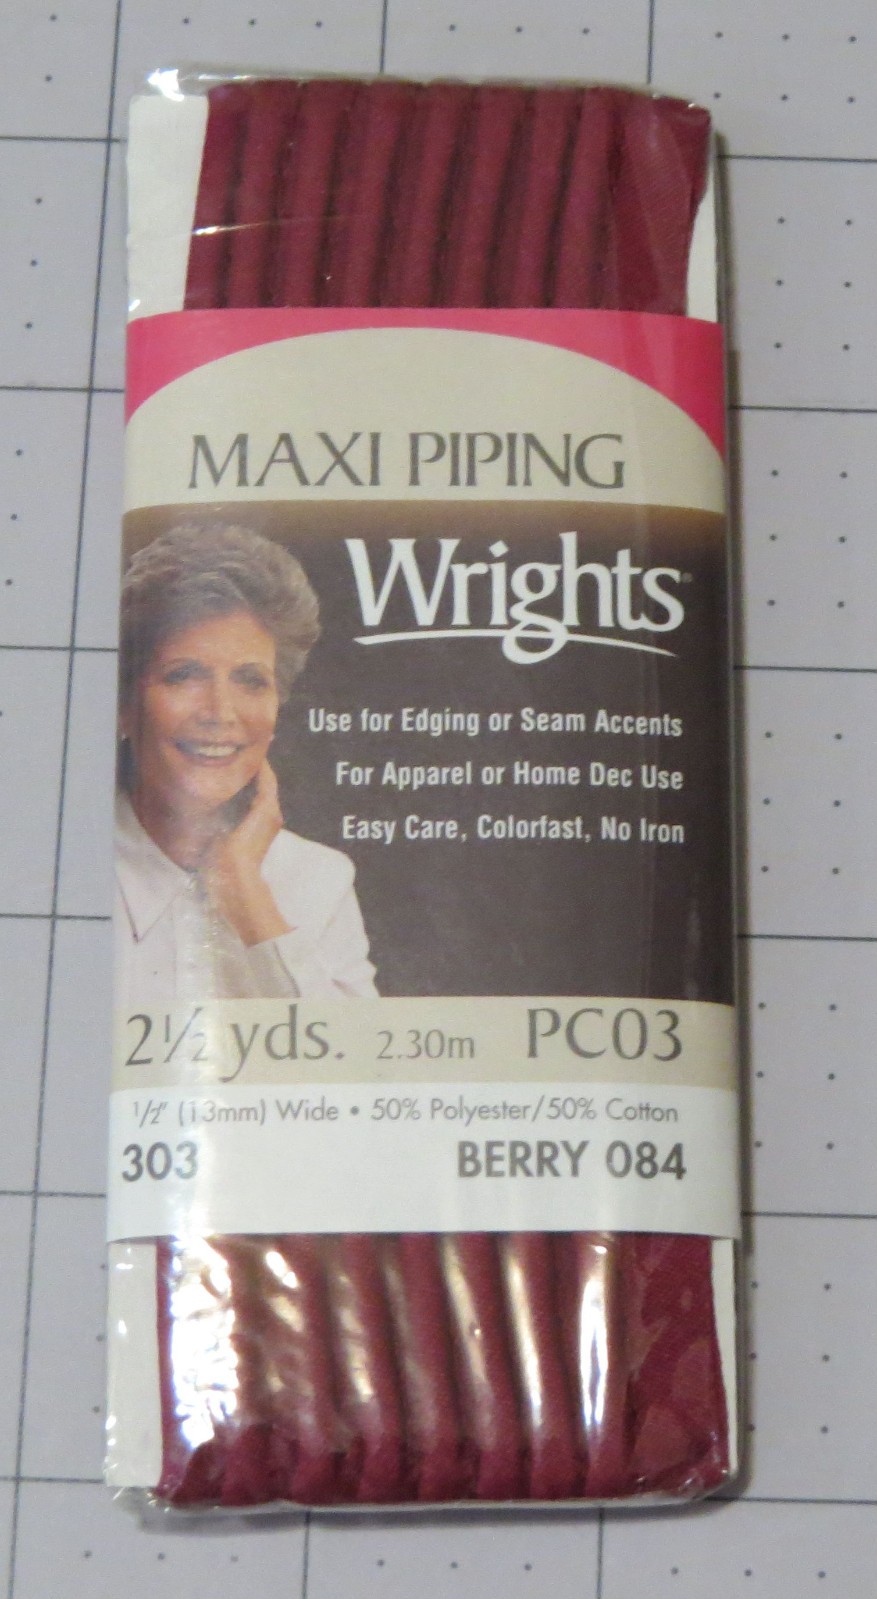 MAXI PIPING
Wrights®
Use for Edging or Seam Accents
For Apparel or Home Dec Use
Easy Care, Colorfast, No Iron
2½ yds. 2.30m PC03
½" (13mm) Wide • 50% Polyester/50% Cotton
303 BERRY 084